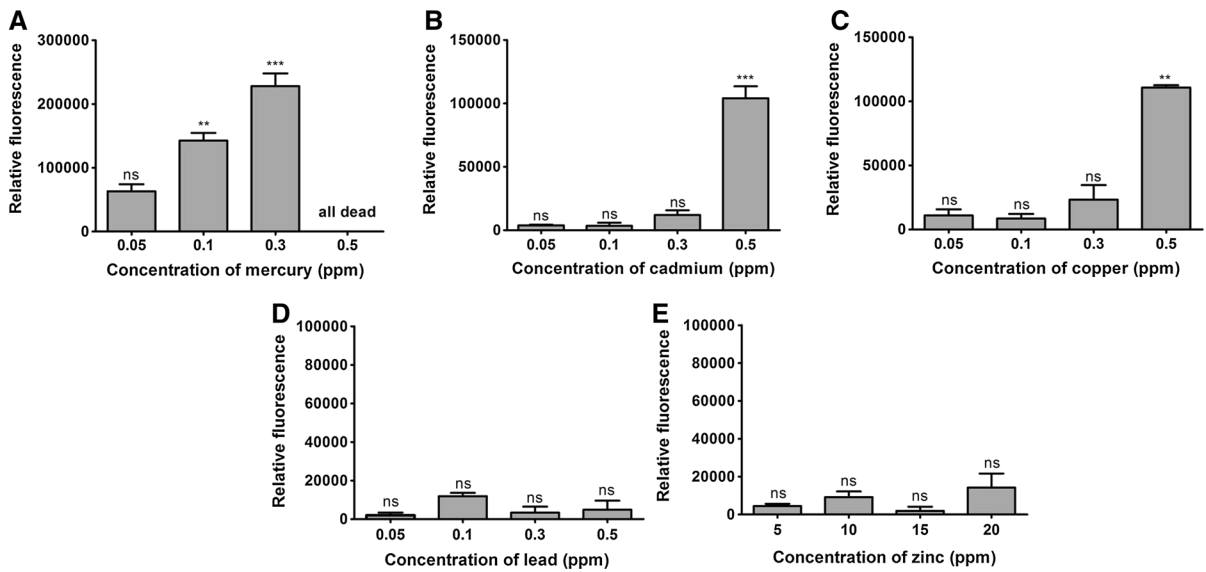 A
Relative fluorescence
300000
200000
100000
0
ns
**
***
all dead
0.05 0.1 0.3 0.5
Concentration of mercury (ppm)
B
Relative fluorescence
150000
100000
50000
0
ns ns ns ***
0.05 0.1 0.3 0.5
Concentration of cadmium (ppm)
C
Relative fluorescence
150000
100000
50000
0
ns ns ns **
0.05 0.1 0.3 0.5
Concentration of copper (ppm)
D
Relative fluorescence
100000
80000
60000
40000
20000
0
ns ns ns ns
0.05 0.1 0.3 0.5
Concentration of lead (ppm)
E
Relative fluorescence
100000
80000
60000
40000
20000
0
ns ns ns ns
5 10 15 20
Concentration of zinc (ppm)